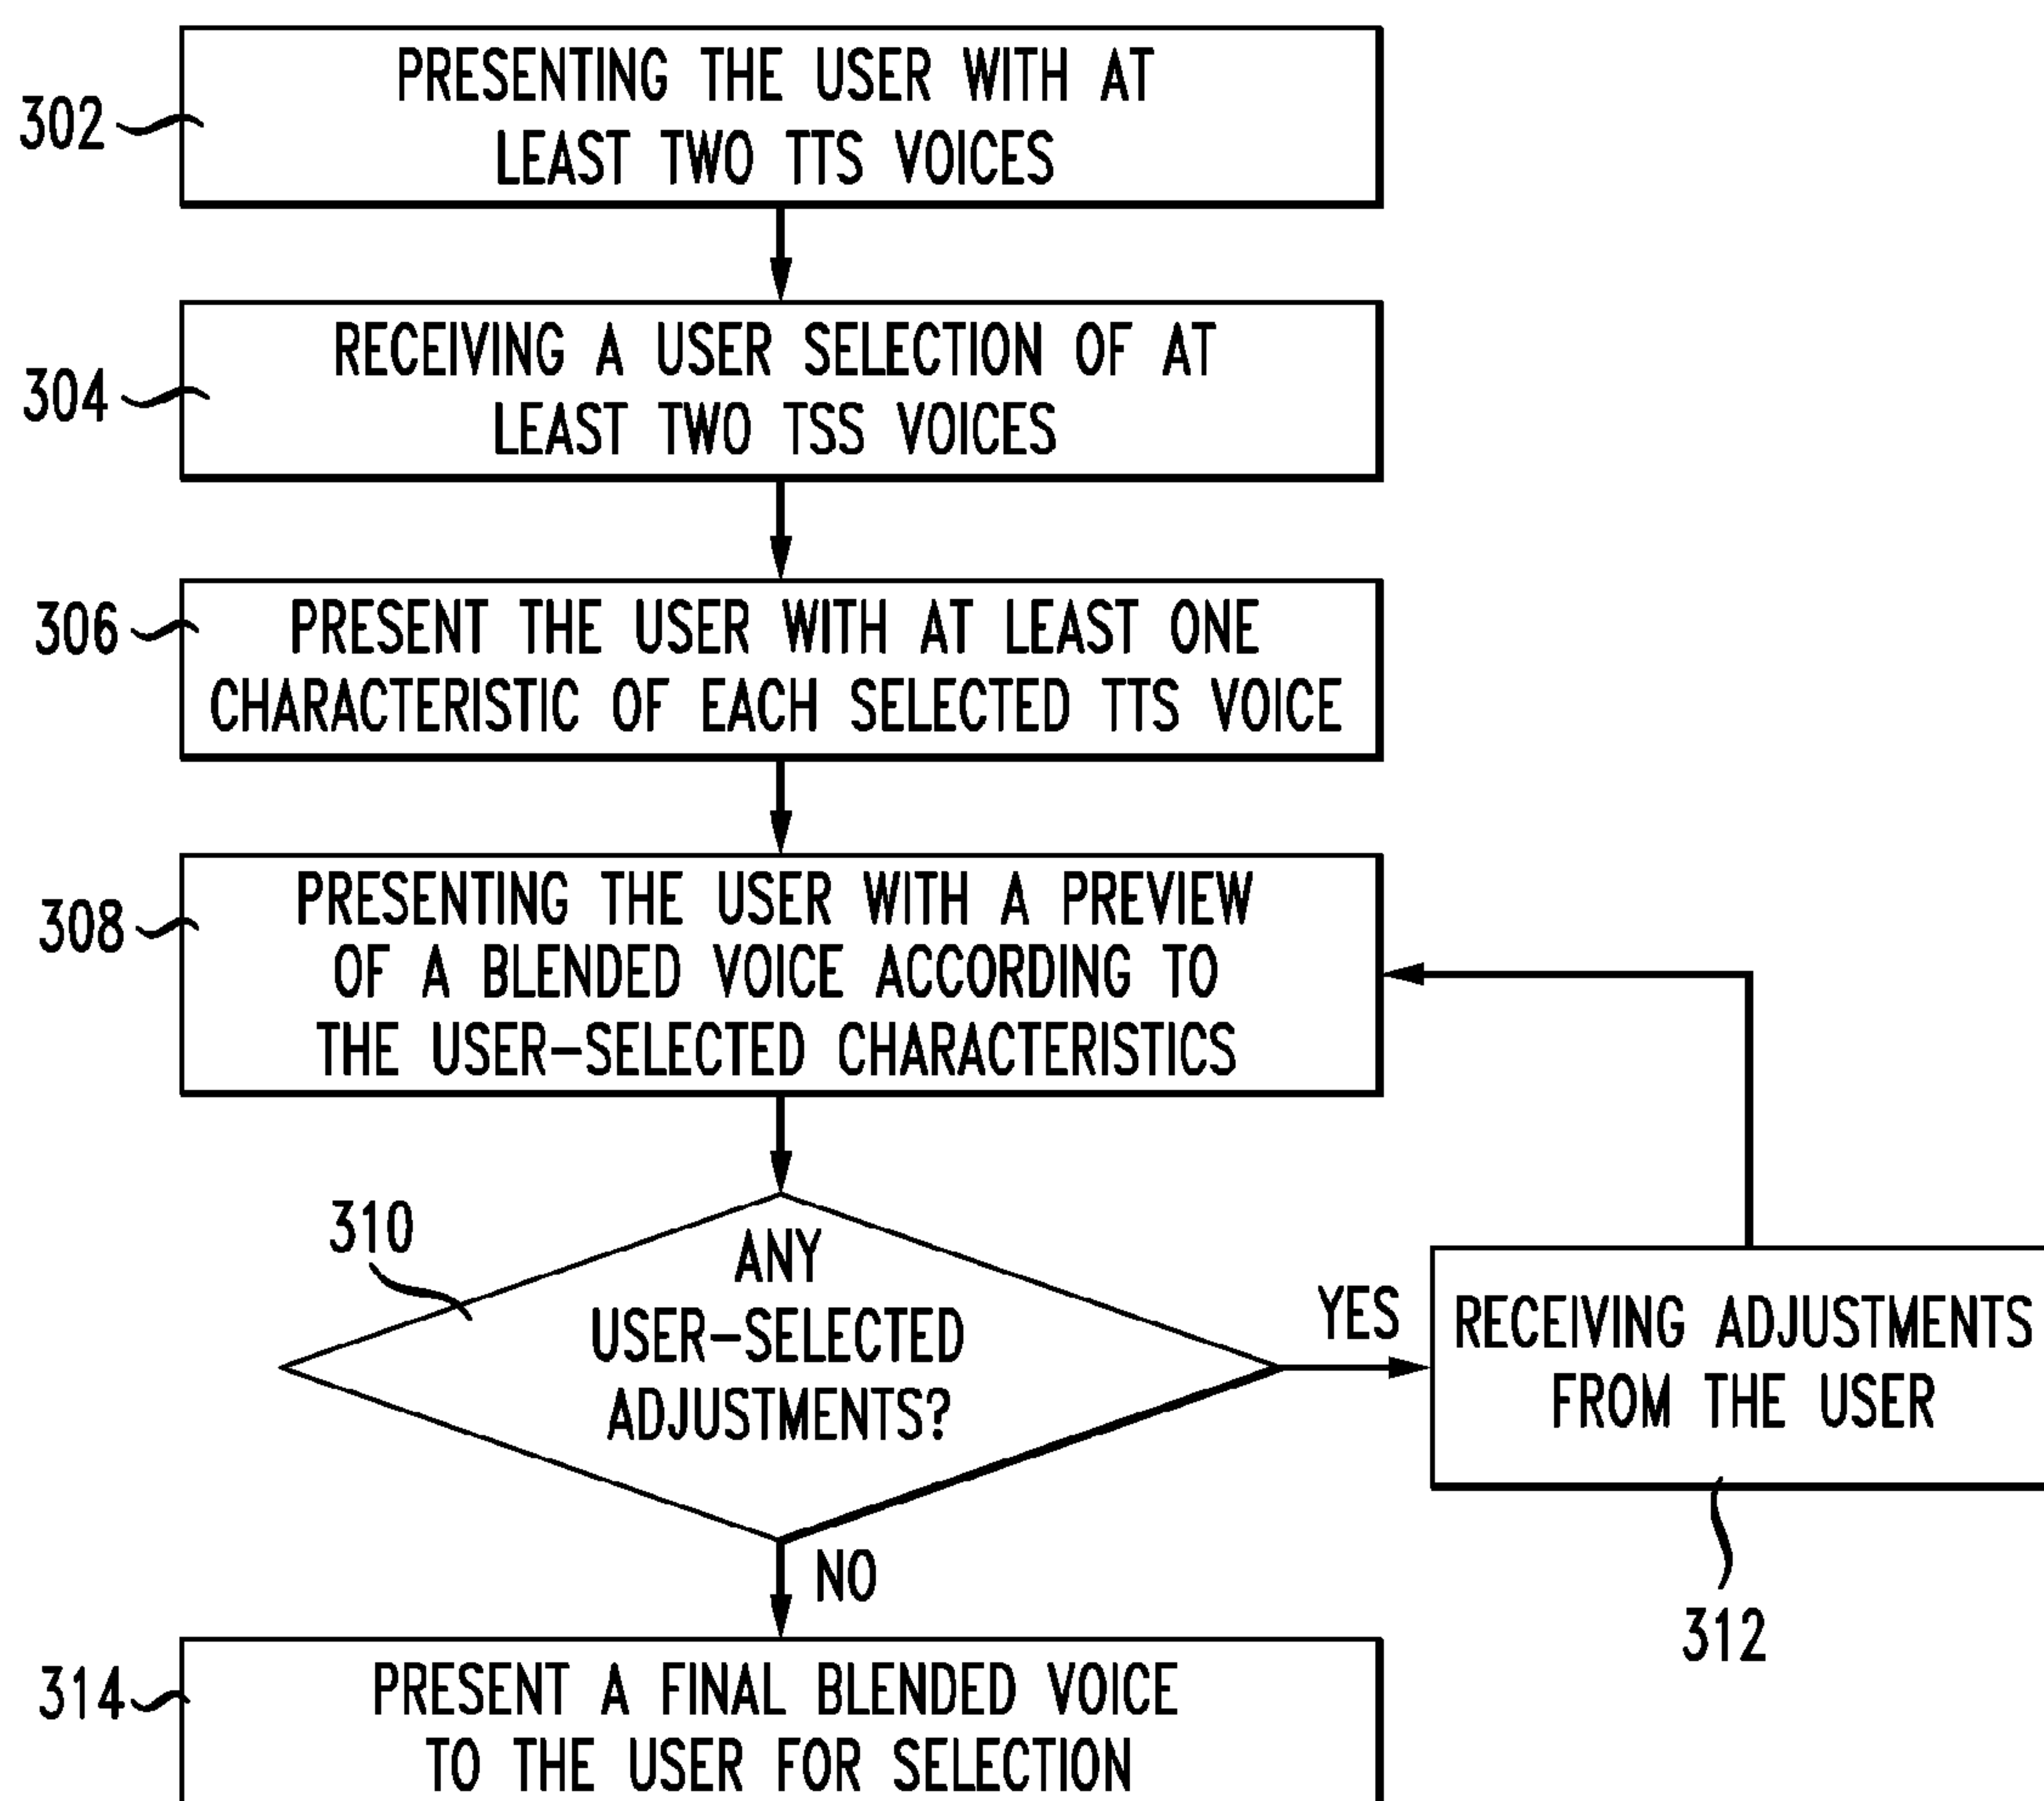 302
PRESENTING THE USER WITH AT
LEAST TWO TTS VOICES
304
RECEIVING A USER SELECTION OF AT
LEAST TWO TSS VOICES
306
PRESENT THE USER WITH AT LEAST ONE
CHARACTERISTIC OF EACH SELECTED TTS VOICE
308
PRESENTING THE USER WITH A PREVIEW
OF A BLENDED VOICE ACCORDING TO
THE USER-SELECTED CHARACTERISTICS
310
ANY
USER-SELECTED
ADJUSTMENTS?
YES
RECEIVING ADJUSTMENTS
FROM THE USER
312
NO
314
PRESENT A FINAL BLENDED VOICE
TO THE USER FOR SELECTION